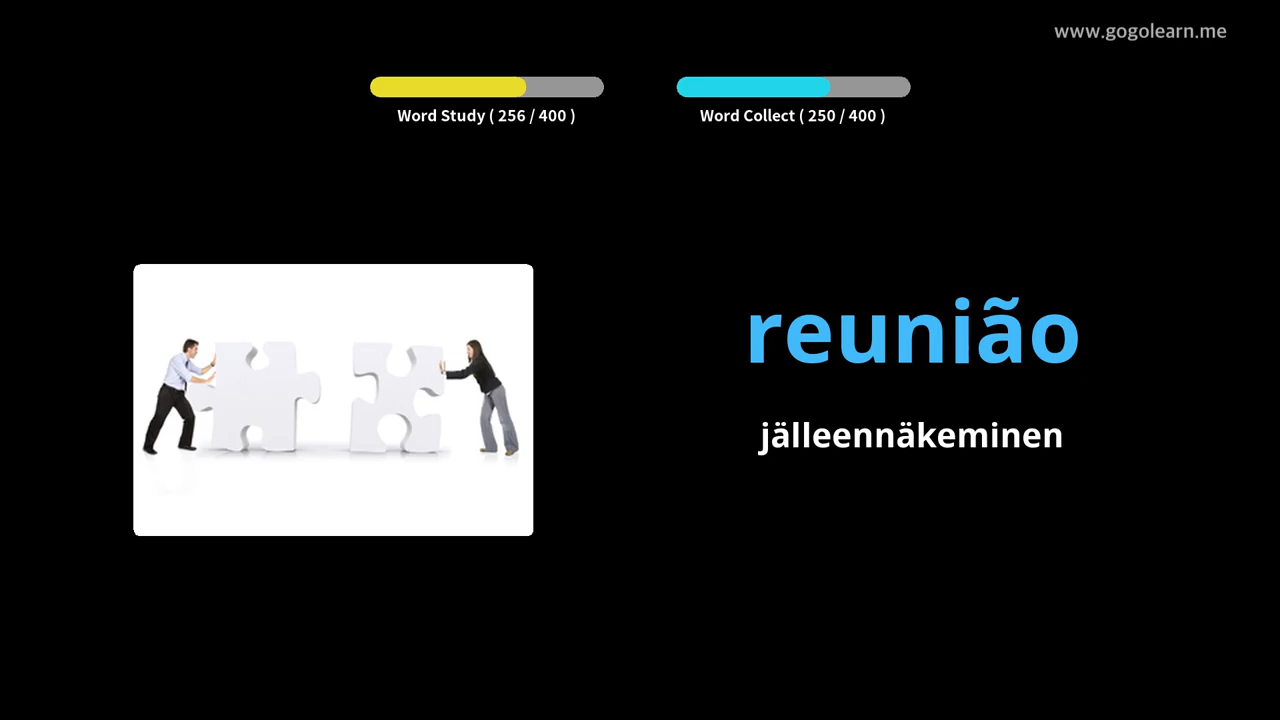 www.gogolearn.me
Word Study ( 256 / 400 )
Word Collect ( 250 / 400 )
reunião
jälleennäkeminen